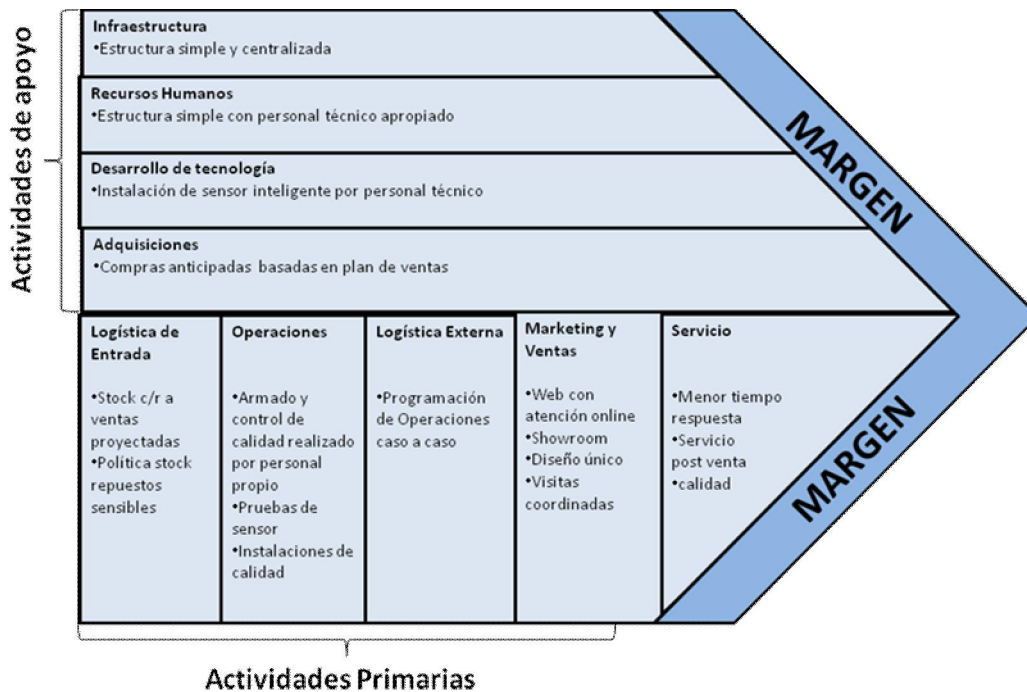 Actividades de apoyo
Infraestructura
•Estructura simple y centralizada
Recursos Humanos
•Estructura simple con personal técnico apropiado
Desarrollo de tecnología
•Instalación de sensor inteligente por personal técnico
Adquisiciones
•Compras anticipadas basadas en plan de ventas
MARGEN
Logística de
Entrada
•Stock c/r a
ventas
proyectadas
•Política stock
repuestos
sensibles
Operaciones
•Armado y
control de
calidad realizado
por personal
propio
•Pruebas de
sensor
•Instalaciones de
calidad
Logística Externa
•Programación
de Operaciones
caso a caso
Marketing y
Ventas
•Web con
atención online
•Showroom
•Diseño único
•Visitas
coordinadas
Servicio
•Menor tiempo
respuesta
•Servicio
post venta
•calidad
MARGEN
Actividades Primarias